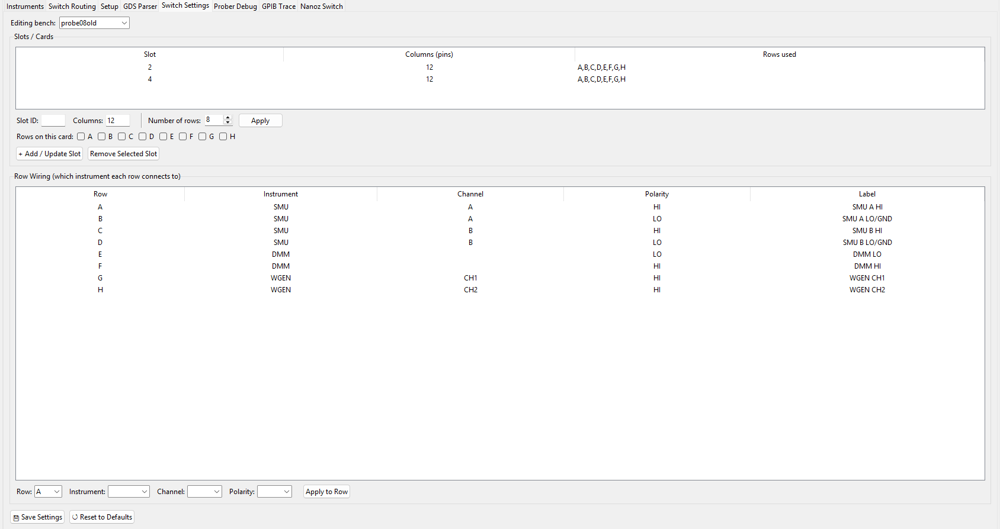 Instruments Switch Routing Setup GDS Parser Switch Settings Prober Debug GPIB Trace Nanoz Switch
Editing bench: probe08old
Slots / Cards
Slot Columns (pins) Rows used
2 12 A,B,C,D,E,F,G,H
4 12 A,B,C,D,E,F,G,H
Slot ID: Columns: 12 Number of rows: 8 Apply
Rows on this card: A B C D E F G H
+ Add / Update Slot Remove Selected Slot
Row Wiring (which instrument each row connects to)
Row Instrument Channel Polarity Label
A SMU A HI SMU A HI
B SMU A LO SMU A LO/GND
C SMU B HI SMU B HI
D SMU B LO SMU B LO/GND
E DMM LO DMM LO
F DMM HI DMM HI
G WGEN CH1 HI WGEN CH1
H WGEN CH2 HI WGEN CH2
Row: A Instrument: Channel: Polarity: Apply to Row
Save Settings Reset to Defaults